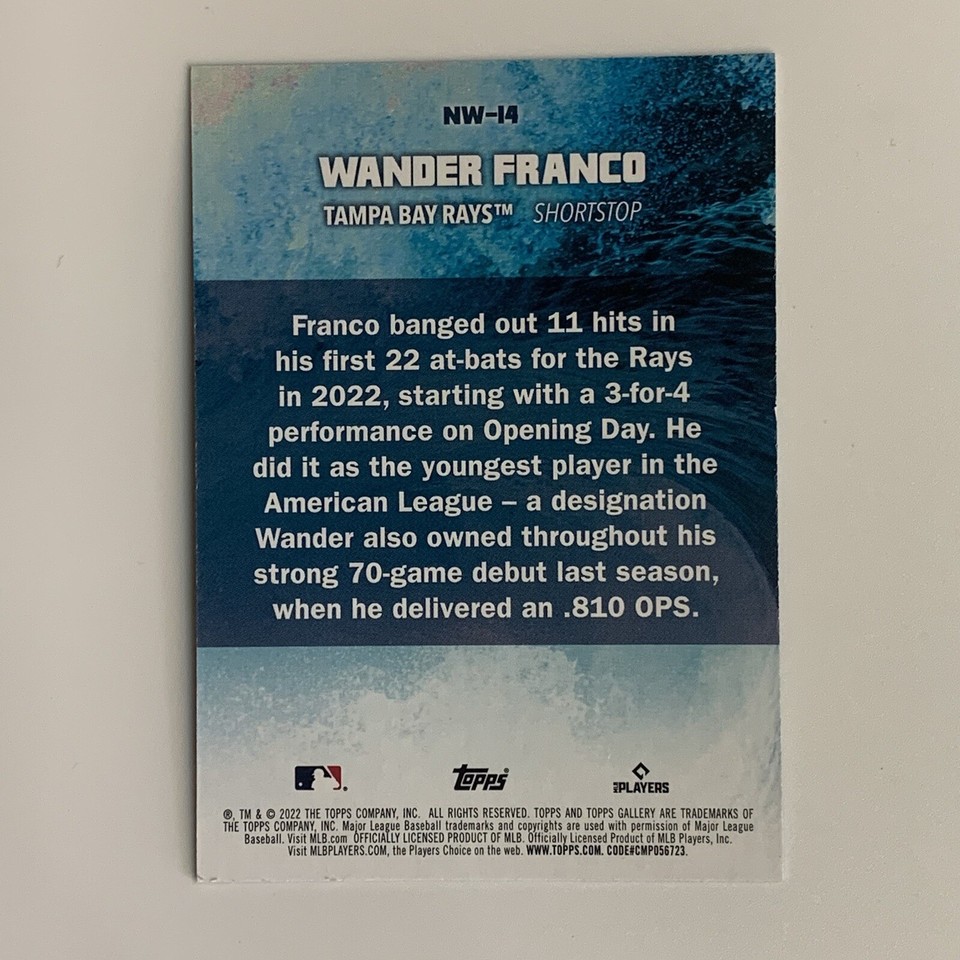 NW-14
WANDER FRANCO
TAMPA BAY RAYS™ SHORTSTOP
Franco banged out 11 hits in
his first 22 at-bats for the Rays
in 2022, starting with a 3-for-4
performance on Opening Day. He
did it as the youngest player in the
American League – a designation
Wander also owned throughout his
strong 70-game debut last season,
when he delivered an .810 OPS.
Topps® MLB PLAYERS
®, TM & © 2022 THE TOPPS COMPANY, INC. ALL RIGHTS RESERVED. TOPPS AND TOPPS GALLERY ARE TRADEMARKS OF
THE TOPPS COMPANY, INC. Major League Baseball trademarks and copyrights are used with permission of Major League
Baseball. Visit MLB.com OFFICIALLY LICENSED PRODUCT OF MLB. Officially Licensed Product of MLB Players, Inc.
Visit MLBPLAYERS.COM, the Players Choice on the web. WWW.TOPPS.COM. CODE#CMP056723.